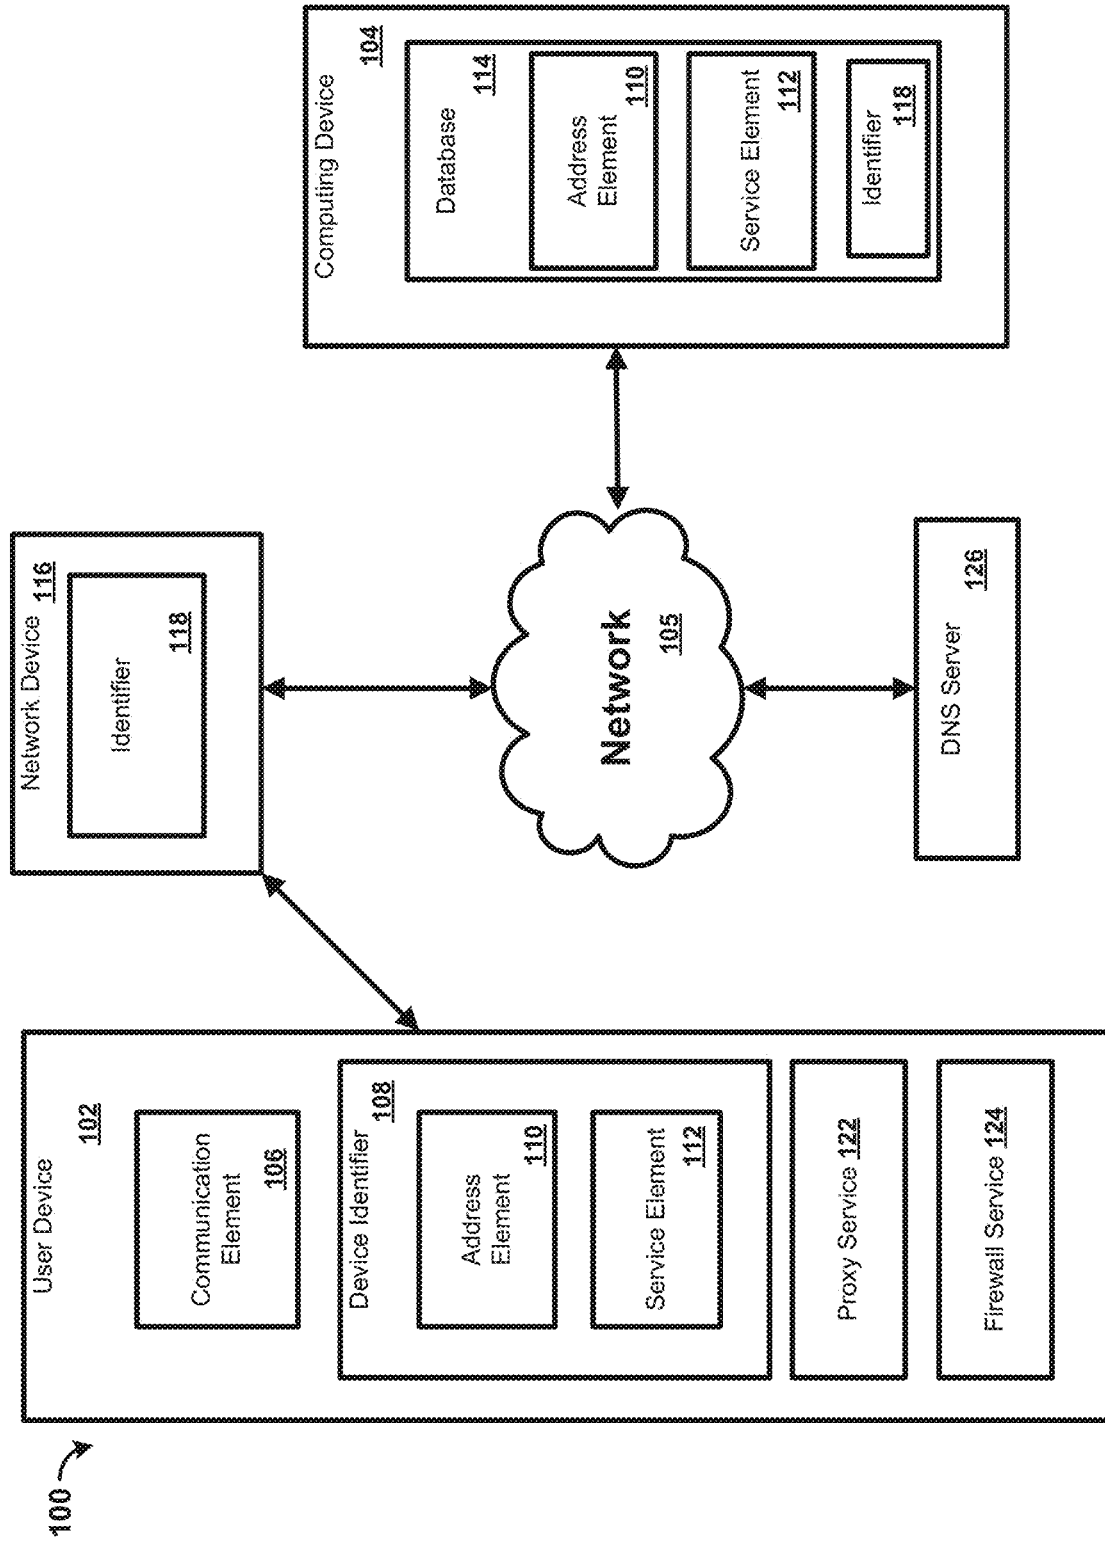 100
User Device
102
Communication
Element
106
Device Identifier
108
Address
Element
110
Service Element
112
Proxy Service 122
Firewall Service 124
Network Device
116
Identifier
118
Network
105
DNS Server
126
Computing Device
104
Database
114
Address
Element
110
Service Element
112
Identifier
118